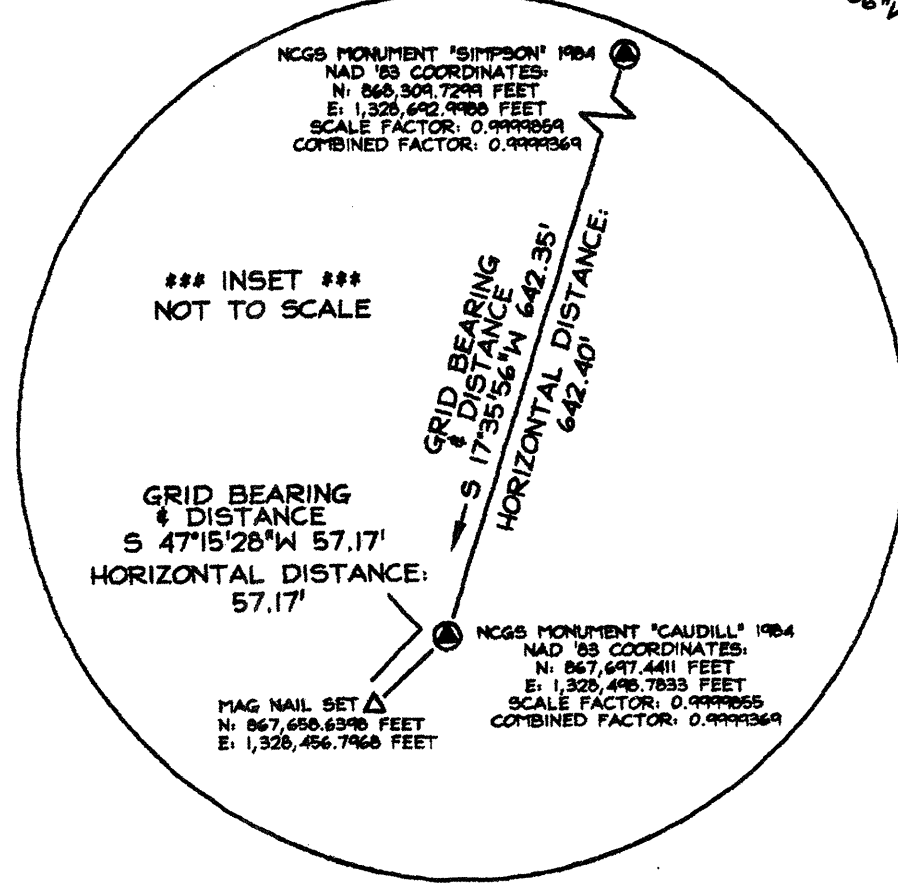 NCGS MONUMENT "SIMPSON" 1984
NAD '83 COORDINATES:
N: 868,309.7299 FEET
E: 1,328,692.9988 FEET
SCALE FACTOR: 0.9999859
COMBINED FACTOR: 0.9999369
*** INSET ***
NOT TO SCALE
GRID BEARING
& DISTANCE
S 17°35'56"W 642.35'
HORIZONTAL DISTANCE:
642.40'
GRID BEARING
& DISTANCE
S 47°15'28"W 57.17'
HORIZONTAL DISTANCE:
57.17'
NCGS MONUMENT "CAUDILL" 1984
NAD '83 COORDINATES:
N: 867,697.4411 FEET
E: 1,328,498.7833 FEET
SCALE FACTOR: 0.9999855
COMBINED FACTOR: 0.9999369
MAG NAIL SET
N: 867,658.6398 FEET
E: 1,328,456.7968 FEET